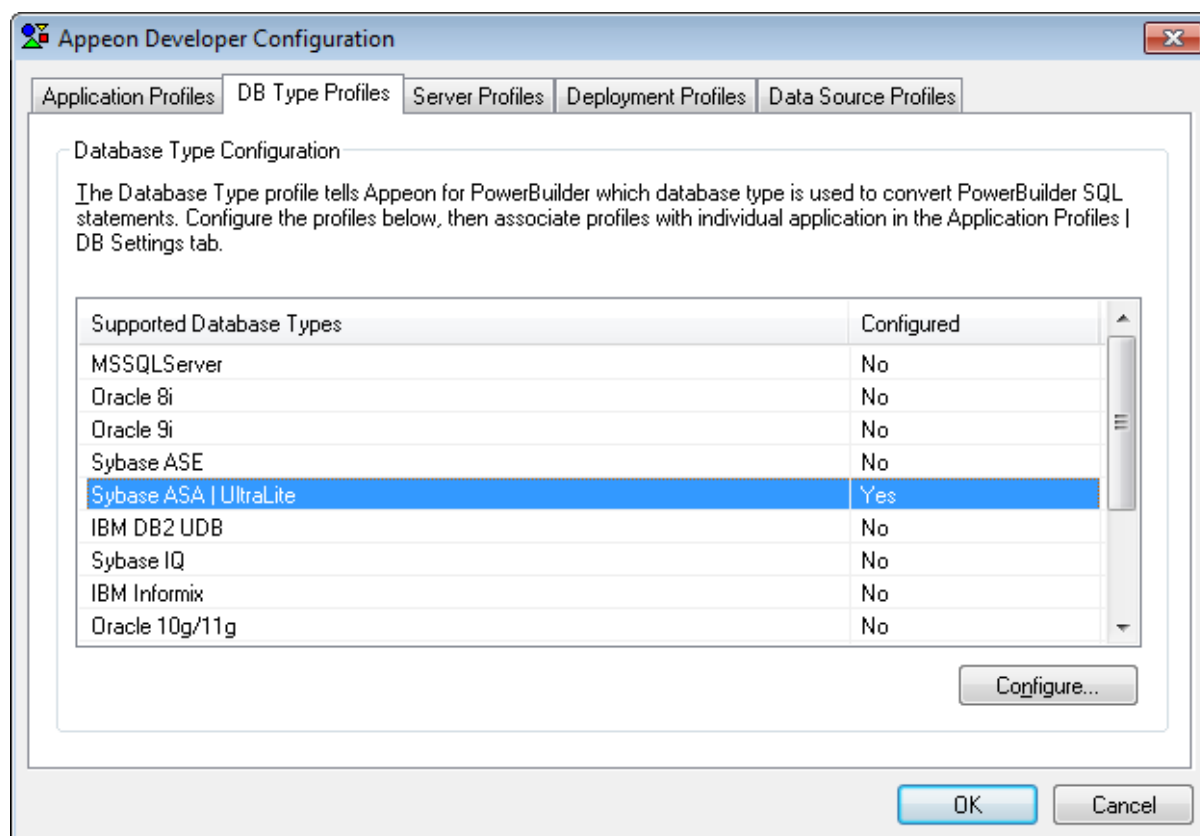 Appeon Developer Configuration
Application Profiles DB Type Profiles Server Profiles Deployment Profiles Data Source Profiles
Database Type Configuration
The Database Type profile tells Appeon for PowerBuilder which database type is used to convert PowerBuilder SQL
statements. Configure the profiles below, then associate profiles with individual application in the Application Profiles |
DB Settings tab.
Supported Database Types Configured
MSSQLServer No
Oracle 8i No
Oracle 9i No
Sybase ASE No
Sybase ASA | UltraLite Yes
IBM DB2 UDB No
Sybase IQ No
IBM Informix No
Oracle 10g/11g No
Configure...
OK Cancel